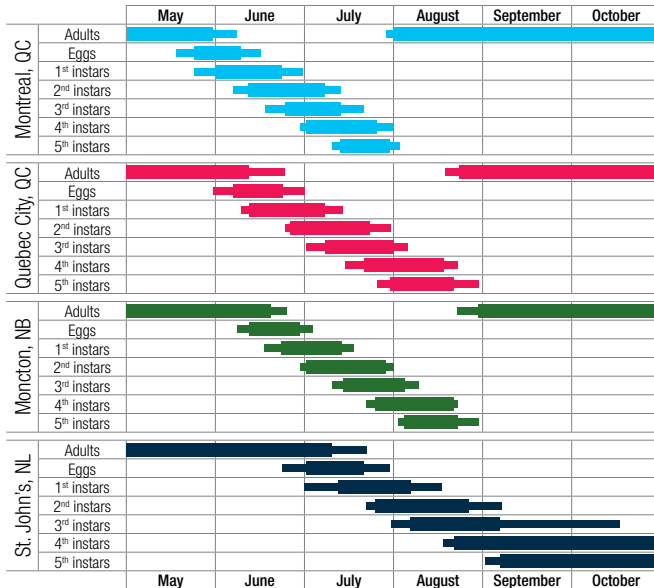 May June July August September October
Montreal, QC
Adults
Eggs
1st instars
2nd instars
3rd instars
4th instars
5th instars
Quebec City, QC
Adults
Eggs
1st instars
2nd instars
3rd instars
4th instars
5th instars
Moncton, NB
Adults
Eggs
1st instars
2nd instars
3rd instars
4th instars
5th instars
St. John's, NL
Adults
Eggs
1st instars
2nd instars
3rd instars
4th instars
5th instars
May June July August September October